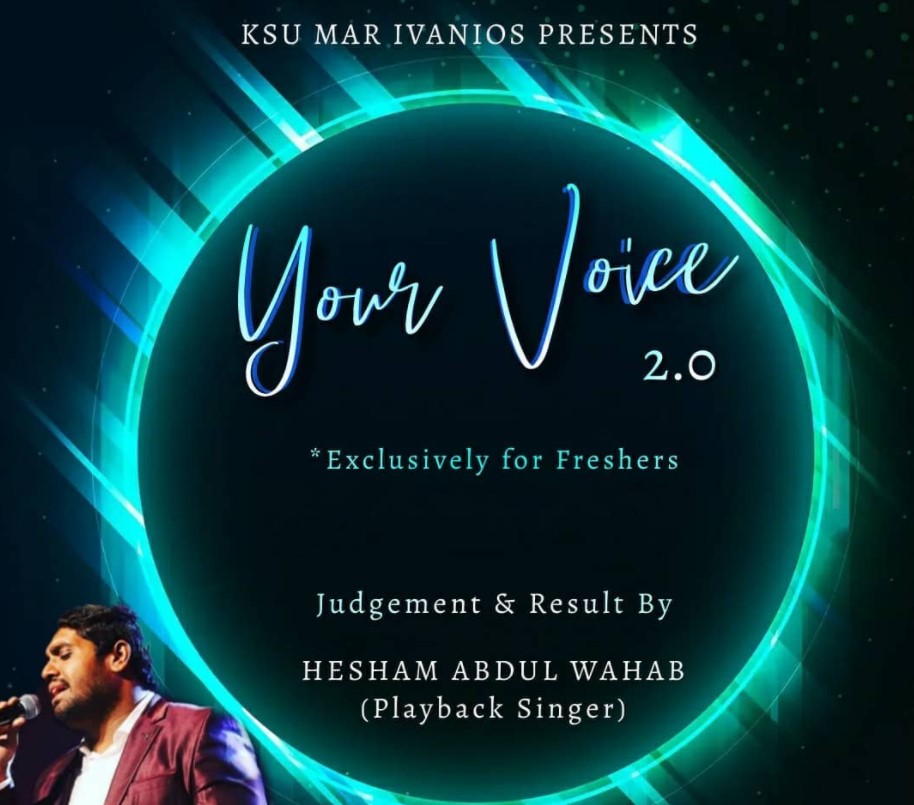 KSU MAR IVANIOS PRESENTS
Your Voice
2.0
*Exclusively for Freshers
Judgement & Result By
HESHAM ABDUL WAHAB
(Playback Singer)